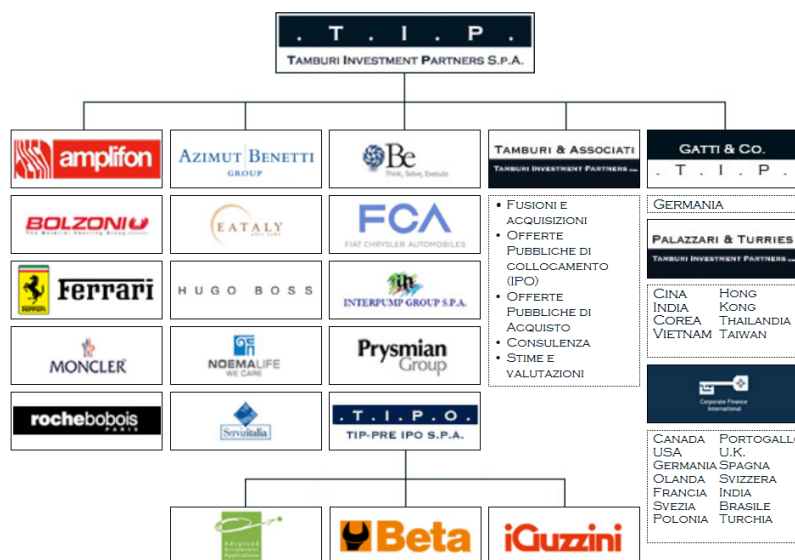 . T . I . P .
TAMBURI INVESTMENT PARTNERS S.P.A.
amplifon
AZIMUT BENETTI
GROUP
Be
Think, Solve, Execute
TAMBURI & ASSOCIATI
TAMBURI INVESTMENT PARTNERS
GATTI & CO.
. T . I . P .
BOLZONI
EATALY
FCA
FIAT CHRYSLER AUTOMOBILES
• FUSIONI E
ACQUISIZIONI
• OFFERTE
PUBBLICHE DI
COLLOCAMENTO
(IPO)
• OFFERTE
PUBBLICHE DI
ACQUISTO
• CONSULENZA
• STIME E
VALUTAZIONI
GERMANIA
PALAZZARI & TURRIES
TAMBURI INVESTMENT PARTNERS
Ferrari
HUGO BOSS
INTERPUMP GROUP S.P.A.
CINA HONG
INDIA KONG
COREA THAILANDIA
VIETNAM TAIWAN
MONCLER
NOEMALIFE
WE CARE
Prysmian
Group
Corporate Finance
International
rochebobois
PARIS
Servizitalia
. T . I . P . O .
TIP-PRE IPO S.P.A.
CANADA PORTOGALLO
USA U.K.
GERMANIA SPAGNA
OLANDA SVIZZERA
FRANCIA INDIA
SVEZIA BRASILE
POLONIA TURCHIA
Advanced
Accelerator
Applications
Beta
iGuzzini